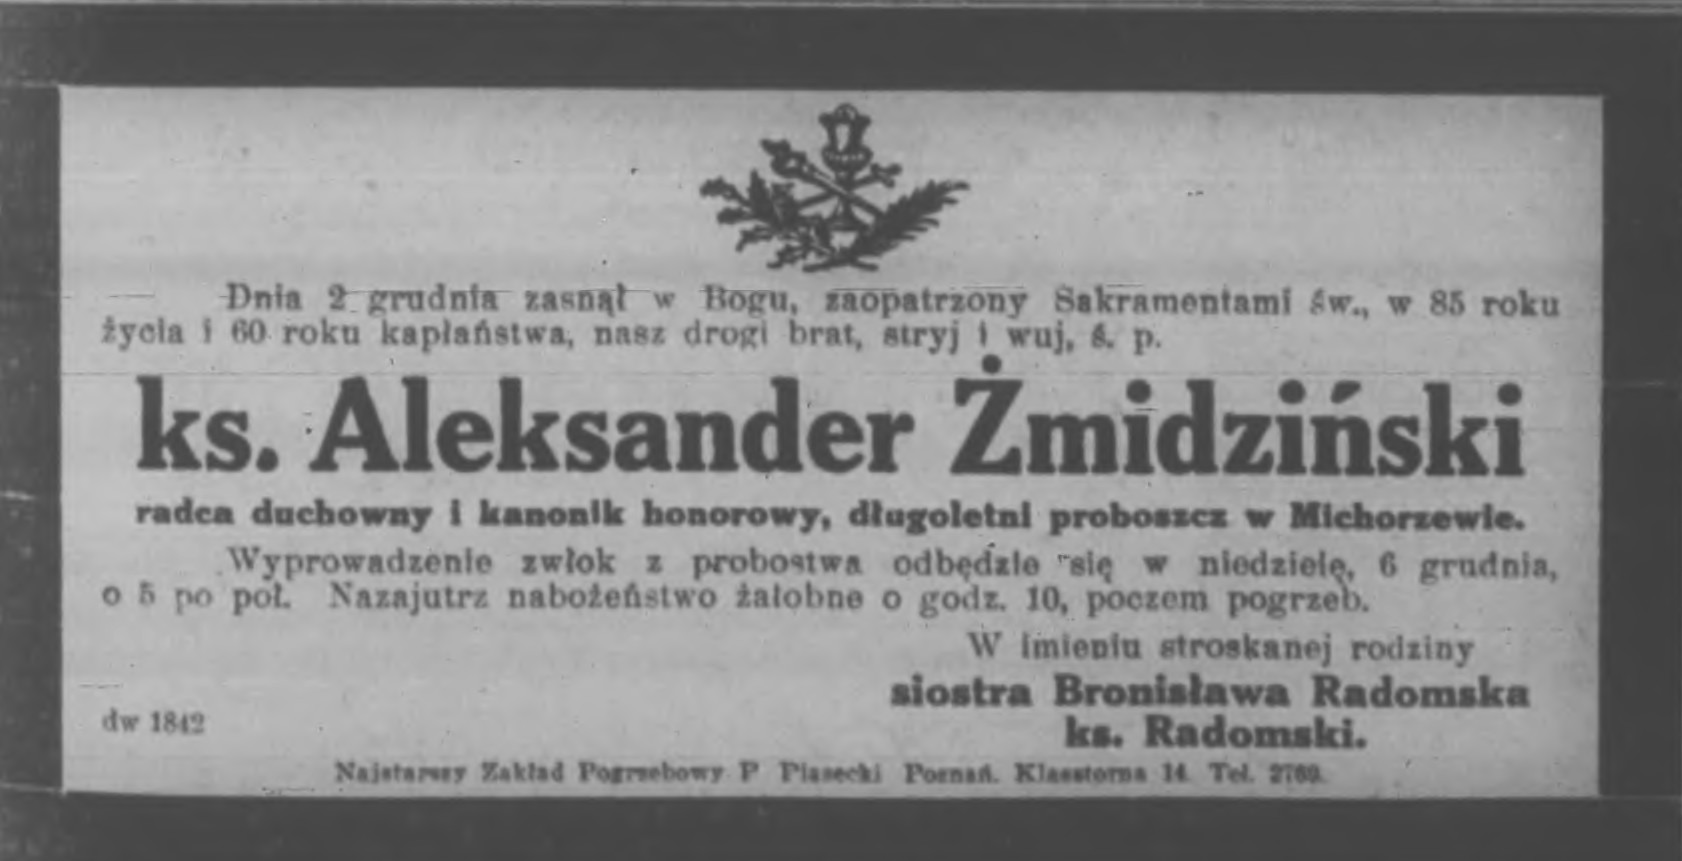 Dnia 2 grudnia zasnął w Bogu, zaopatrzony Sakramentami św., w 85 roku
życia i 60 roku kapłaństwa, nasz drogi brat, stryj i wuj, ś. p.
ks. Aleksander Żmidziński
radca duchowny i kanonik honorowy, długoletni proboszcz w Michorzewie.
Wyprowadzenie zwłok z probostwa odbędzie się w niedzielę, 6 grudnia,
o 5 po poł. Nazajutrz nabożeństwo żałobne o godz. 10, poczem pogrzeb.
W imieniu stroskanej rodziny
siostra Bronisława Radomska
ks. Radomski.
dw 1842
Najstarszy Zakład Pogrzebowy P Piasecki Poznań. Klasztorna 14. Tel. 2769.